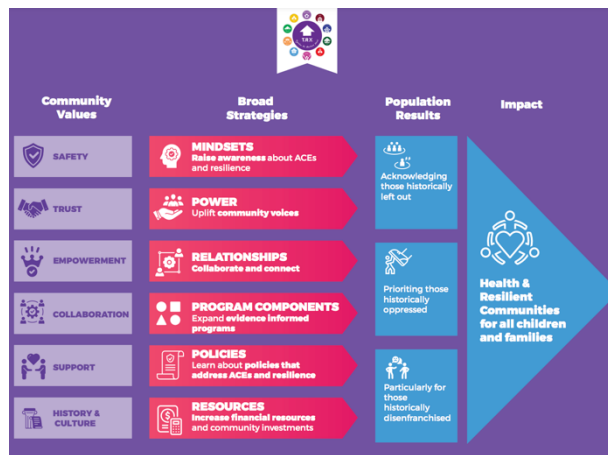 Community
Values
Broad
Strategies
Population
Results
Impact
SAFETY
TRUST
EMPOWERMENT
COLLABORATION
SUPPORT
HISTORY &
CULTURE
MINDSETS
Raise awareness about ACEs
and resilience
POWER
Uplift community voices
RELATIONSHIPS
Collaborate and connect
PROGRAM COMPONENTS
Expand evidence informed
programs
POLICIES
Learn about policies that
address ACEs and resilience
RESOURCES
Increase financial resources
and community investments
Acknowledging
those historically
left out
Prioriting those
historically
oppressed
Particularly for
those
historically
disenfranchised
Health &
Resilient
Communities
for all children
and families